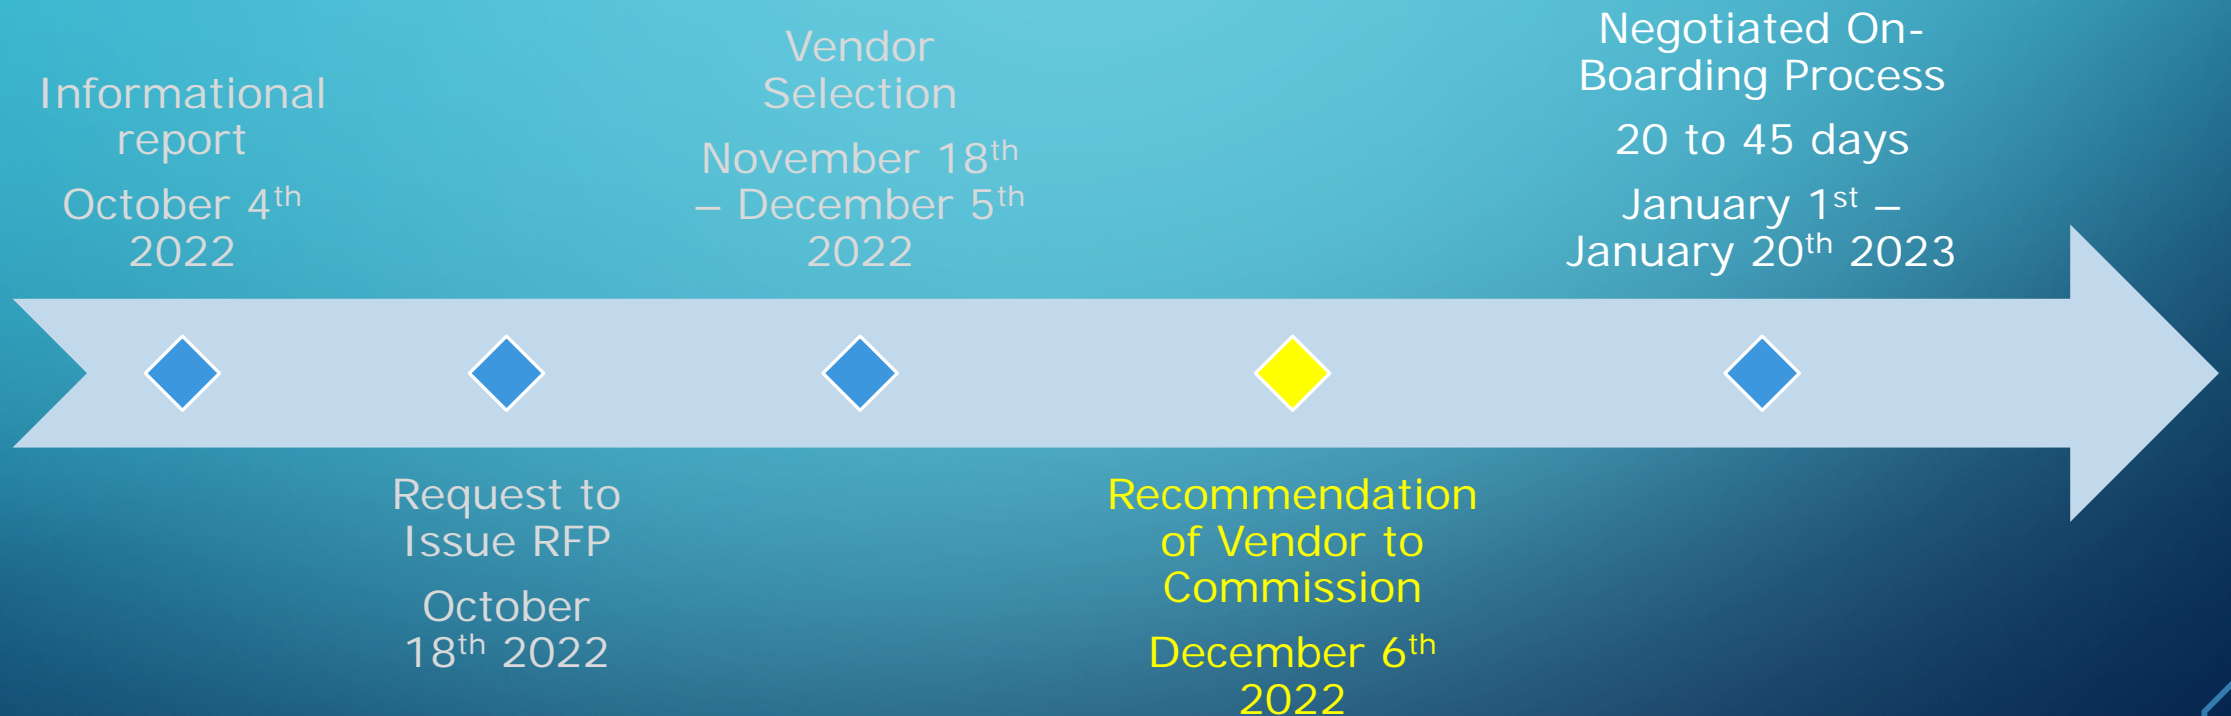 Informational
report
October 4th
2022
Request to
Issue RFP
October
18th 2022
Vendor
Selection
November 18th
– December 5th
2022
Recommendation
of Vendor to
Commission
December 6th
2022
Negotiated On-
Boarding Process
20 to 45 days
January 1st –
January 20th 2023